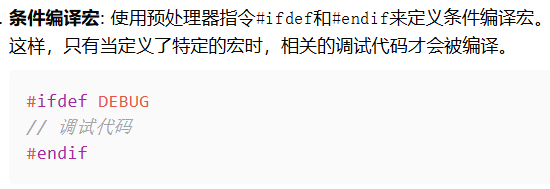 . 条件编译宏: 使用预处理器指令#ifdef和#endif来定义条件编译宏。
这样，只有当定义了特定的宏时，相关的调试代码才会被编译。
#ifdef DEBUG
// 调试代码
#endif